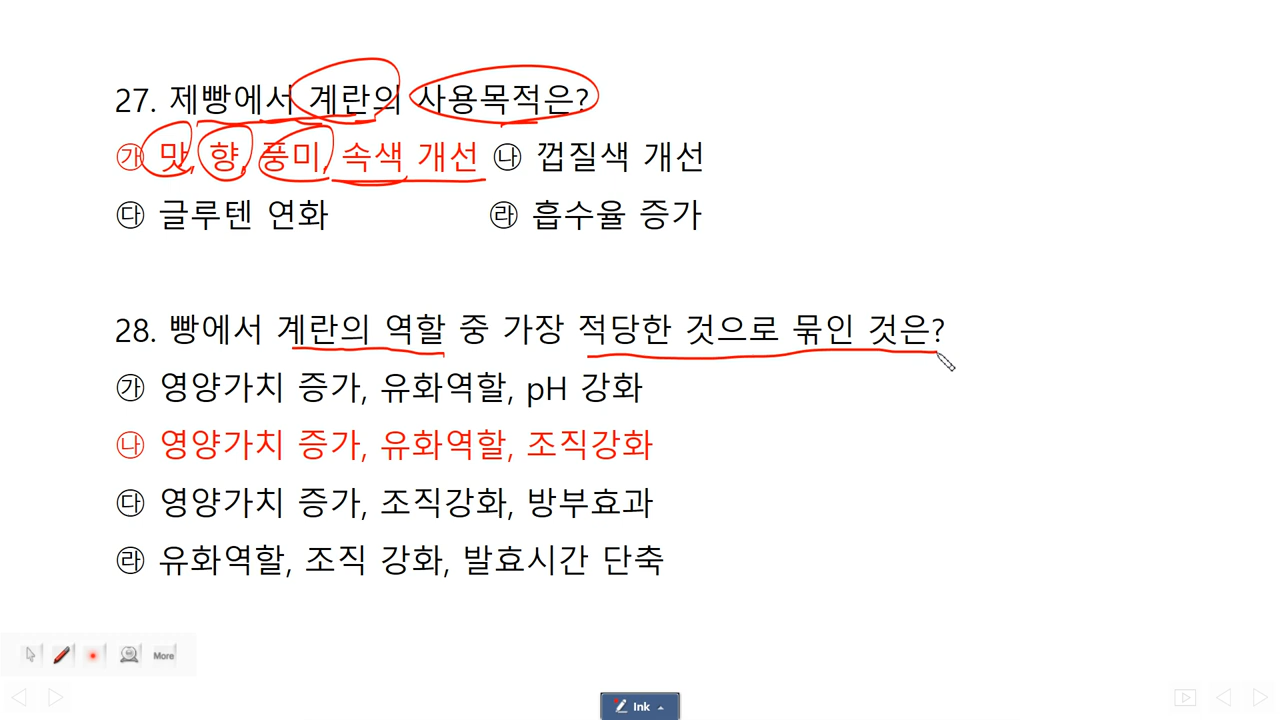 27. 제빵에서 계란의 사용목적은?
㉮ 맛, 향, 풍미, 속색 개선 ㉯ 껍질색 개선
㉰ 글루텐 연화 ㉱ 흡수율 증가
28. 빵에서 계란의 역할 중 가장 적당한 것으로 묶인 것은?
㉮ 영양가치 증가, 유화역할, pH 강화
㉯ 영양가치 증가, 유화역할, 조직강화
㉰ 영양가치 증가, 조직강화, 방부효과
㉱ 유화역할, 조직 강화, 발효시간 단축
More
Ink